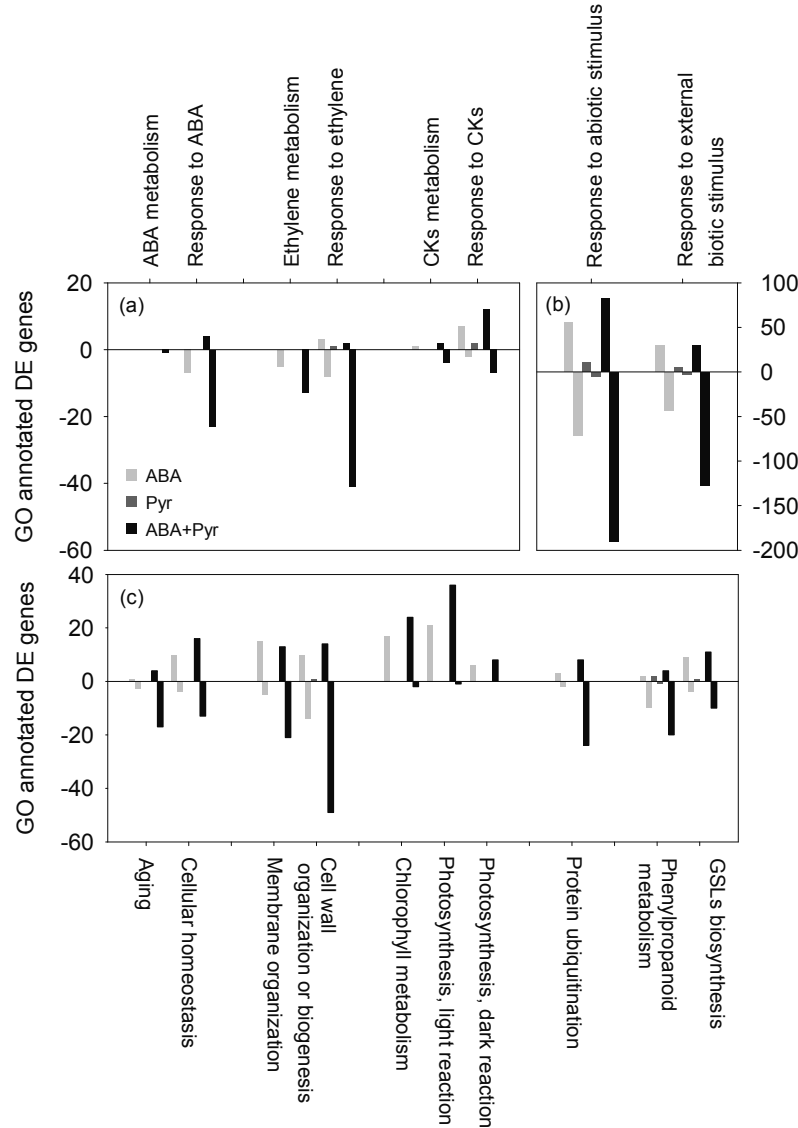 ABA metabolism
Response to ABA
Ethylene metabolism
Response to ethylene
CKs metabolism
Response to CKs
Response to abiotic stimulus
Response to external
biotic stimulus
GO annotated DE genes
20
0
-20
-40
-60
(a)
ABA
Pyr
ABA+Pyr
(b)
100
50
0
-50
-100
-150
-200
GO annotated DE genes
40
20
0
-20
-40
-60
(c)
Aging
Cellular homeostasis
Membrane organization
Cell wall
organization or biogenesis
Chlorophyll metabolism
Photosynthesis, light reaction
Photosynthesis, dark reaction
Protein ubiquitination
Phenylpropanoid
metabolism
GSLs biosynthesis